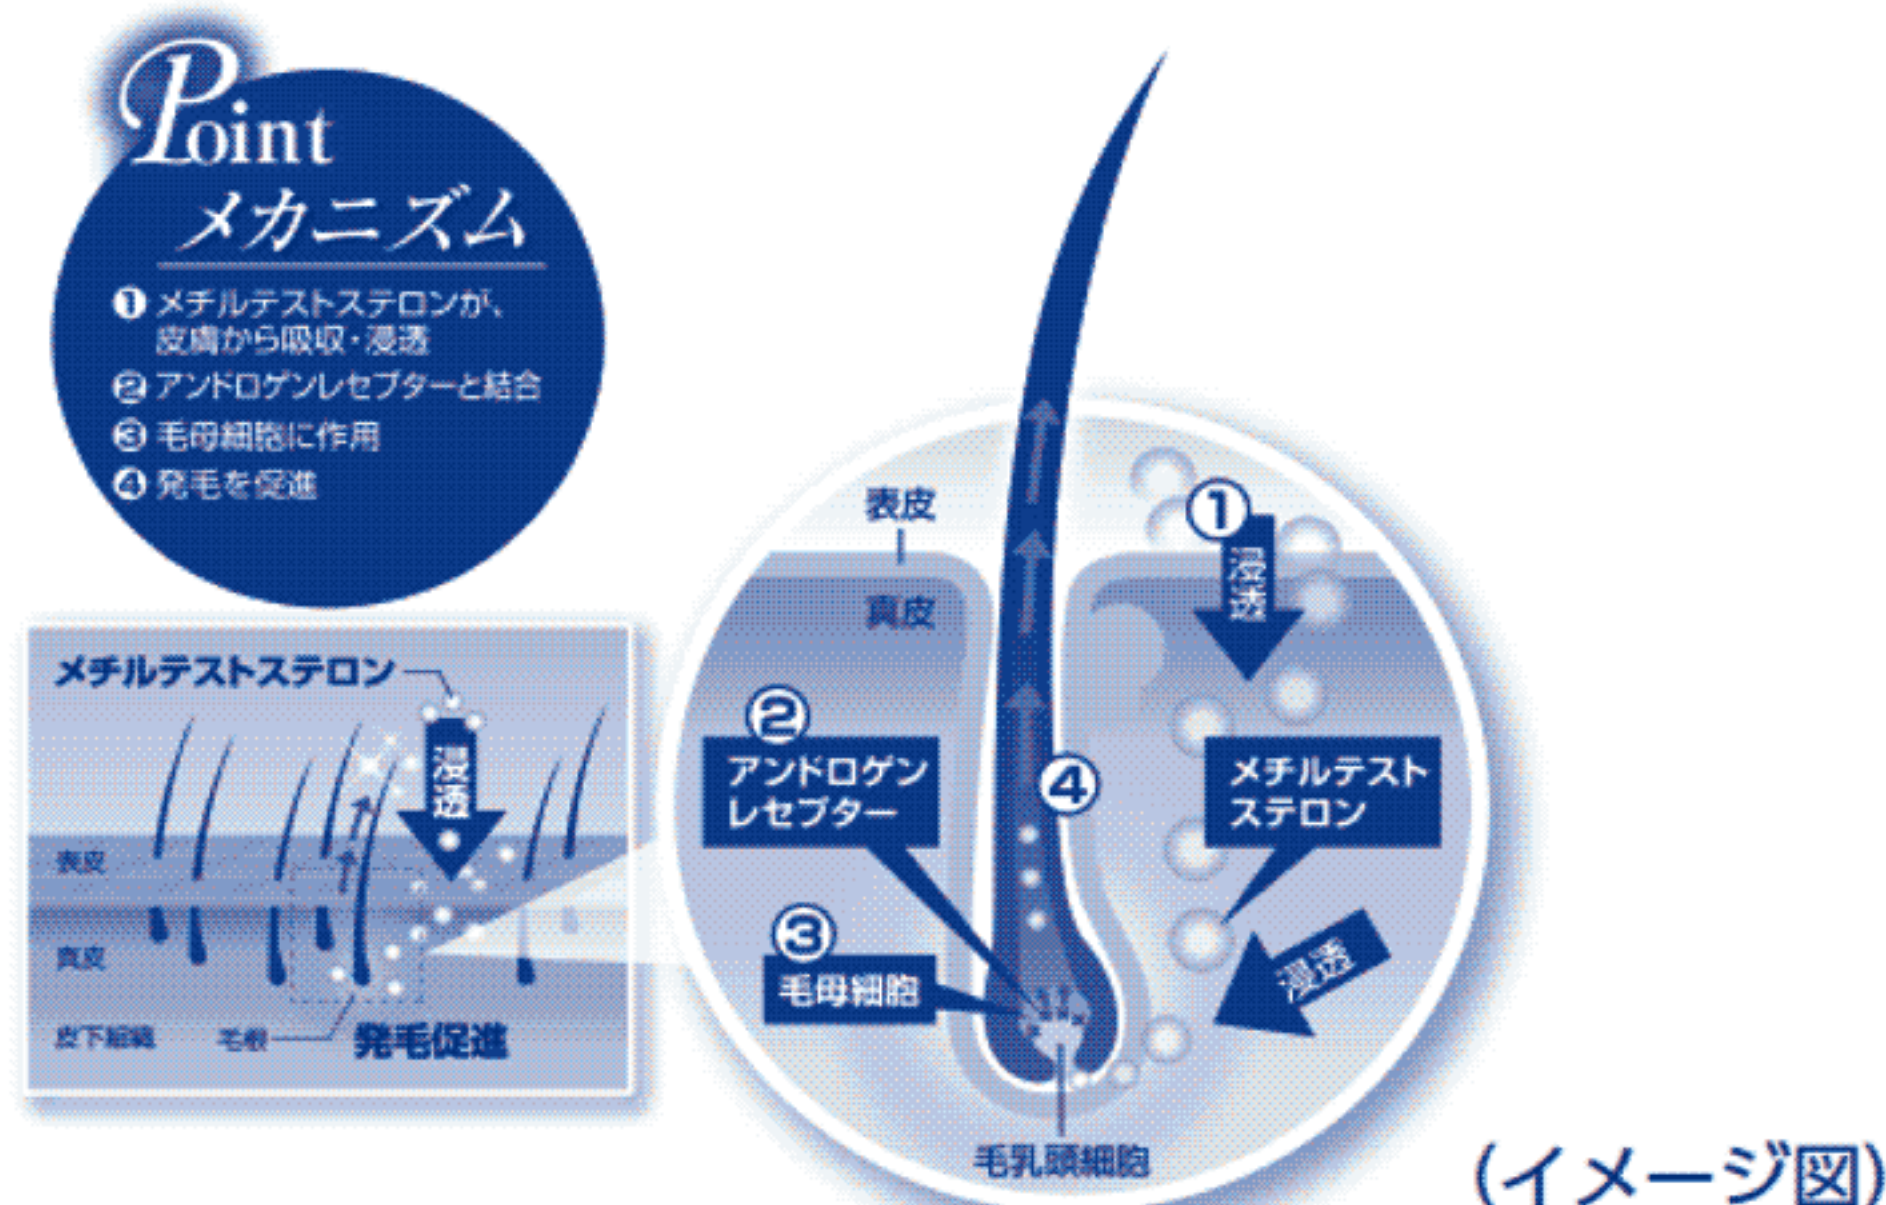 Point
メカニズム
①メチルテストステロンが、
皮膚から吸収・浸透
②アンドロゲンレセプターと結合
③毛母細胞に作用
④発毛を促進
メチルテストステロン
浸透
表皮
真皮
皮下組織
毛根
発毛促進
表皮
真皮
①
浸透
②
アンドロゲン
レセプター
④
メチルテスト
ステロン
③
毛母細胞
浸透
毛乳頭細胞
(イメージ図)